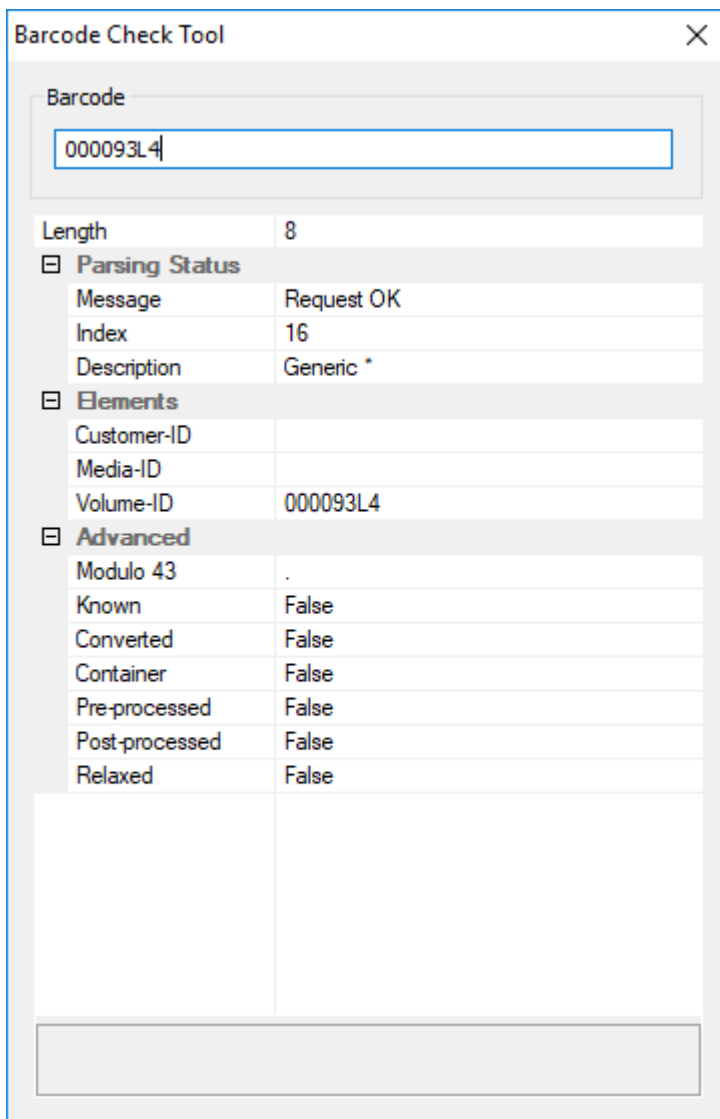 Barcode Check Tool
Barcode
000093L4
Length 8
Parsing Status
Message Request OK
Index 16
Description Generic *
Elements
Customer-ID
Media-ID
Volume-ID 000093L4
Advanced
Modulo 43 .
Known False
Converted False
Container False
Pre-processed False
Post-processed False
Relaxed False